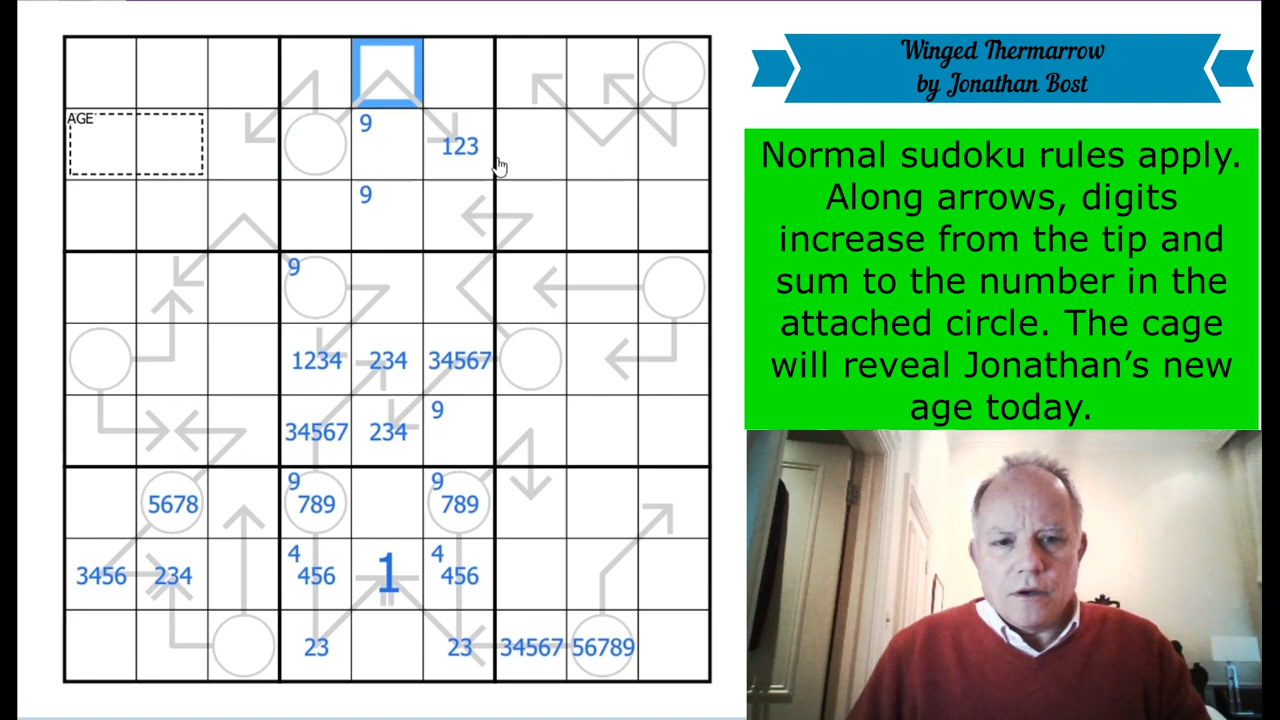 Winged Thermarrow
by Jonathan Bost
Normal sudoku rules apply.
Along arrows, digits
increase from the tip and
sum to the number in the
attached circle. The cage
will reveal Jonathan’s new
age today.
AGE
9
123
9
9
1234 234 34567
9
34567 234
9 9
5678 789 789
4 4
3456 234 456 1 456
23 23 34567 56789